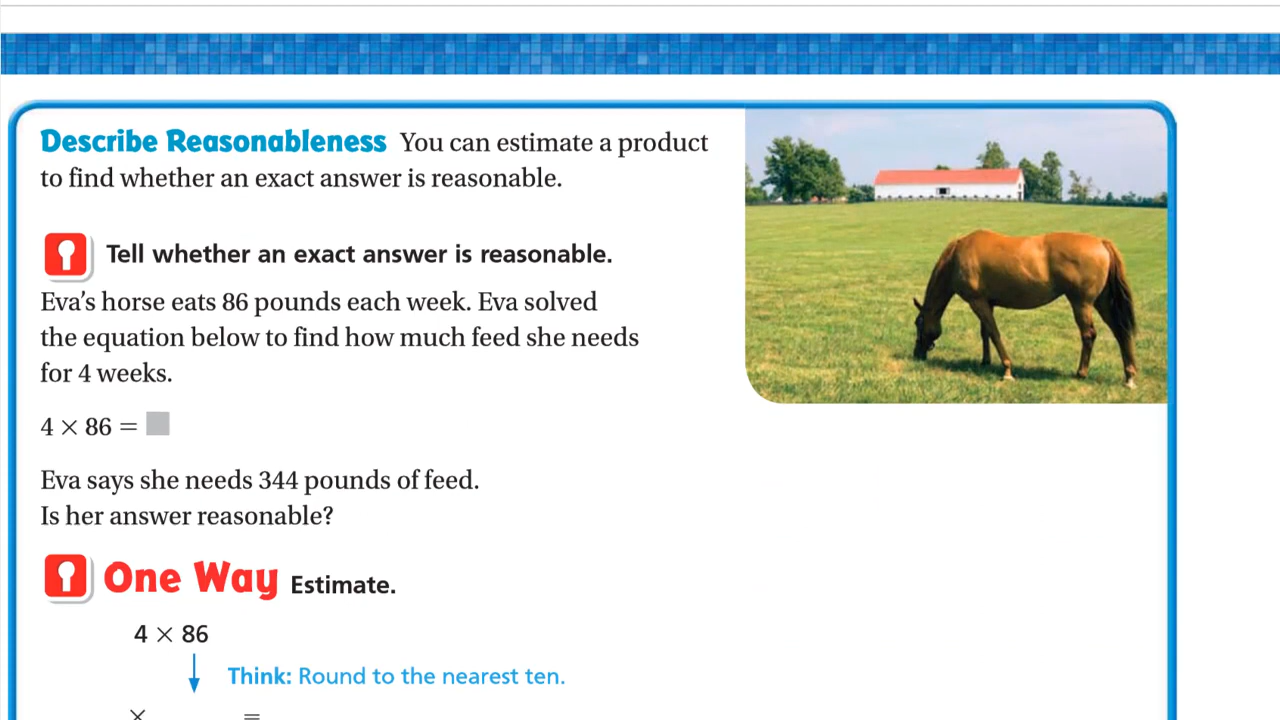 Describe Reasonableness You can estimate a product
to find whether an exact answer is reasonable.
Tell whether an exact answer is reasonable.
Eva’s horse eats 86 pounds each week. Eva solved
the equation below to find how much feed she needs
for 4 weeks.
4 × 86 =
Eva says she needs 344 pounds of feed.
Is her answer reasonable?
One Way Estimate.
4 × 86
Think: Round to the nearest ten.
× =